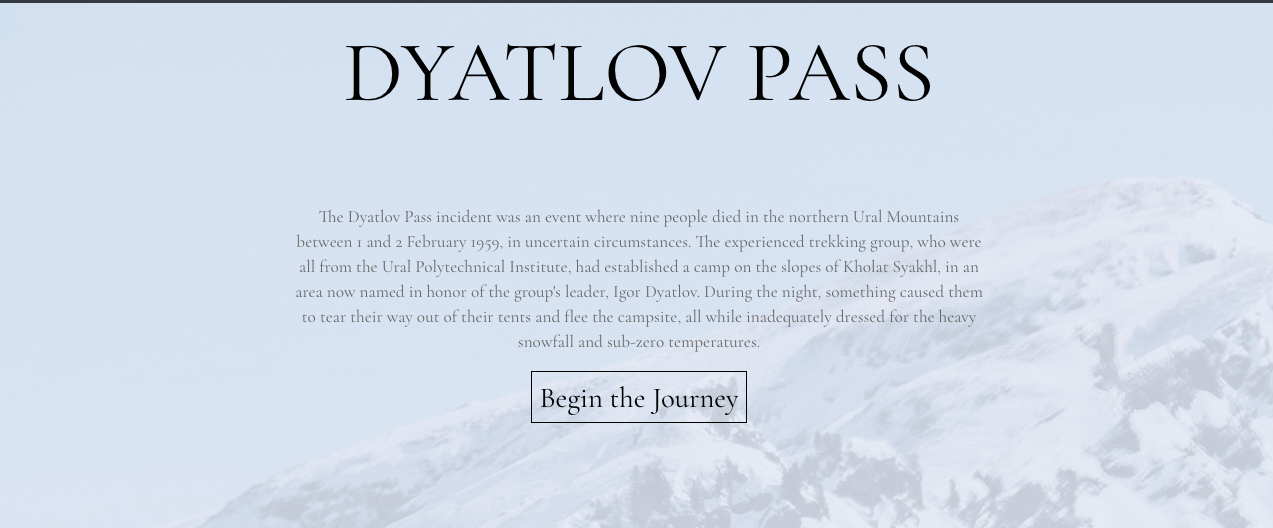 DYATLOV PASS
The Dyatlov Pass incident was an event where nine people died in the northern Ural Mountains
between 1 and 2 February 1959, in uncertain circumstances. The experienced trekking group, who were
all from the Ural Polytechnical Institute, had established a camp on the slopes of Kholat Syakhl, in an
area now named in honor of the group's leader, Igor Dyatlov. During the night, something caused them
to tear their way out of their tents and flee the campsite, all while inadequately dressed for the heavy
snowfall and sub-zero temperatures.
Begin the Journey